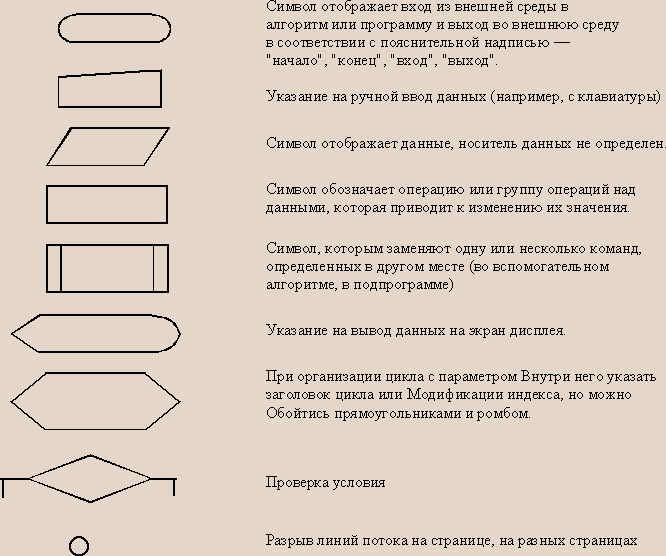 Символ отображает вход из внешней среды в
алгоритм или программу и выход во внешнюю среду
в соответствии с пояснительной надписью —
"начало", "конец", "вход", "выход".
Указание на ручной ввод данных (например, с клавиатуры)
Символ отображает данные, носитель данных не определен.
Символ обозначает операцию или группу операций над
данными, которая приводит к изменению их значения.
Символ, которым заменяют одну или несколько команд,
определенных в другом месте (во вспомогательном
алгоритме, в подпрограмме)
Указание на вывод данных на экран дисплея.
При организации цикла с параметром Внутри него указать
заголовок цикла или Модификации индекса, но можно
Обойтись прямоугольниками и ромбом.
Проверка условия
Разрыв линий потока на странице, на разных страницах